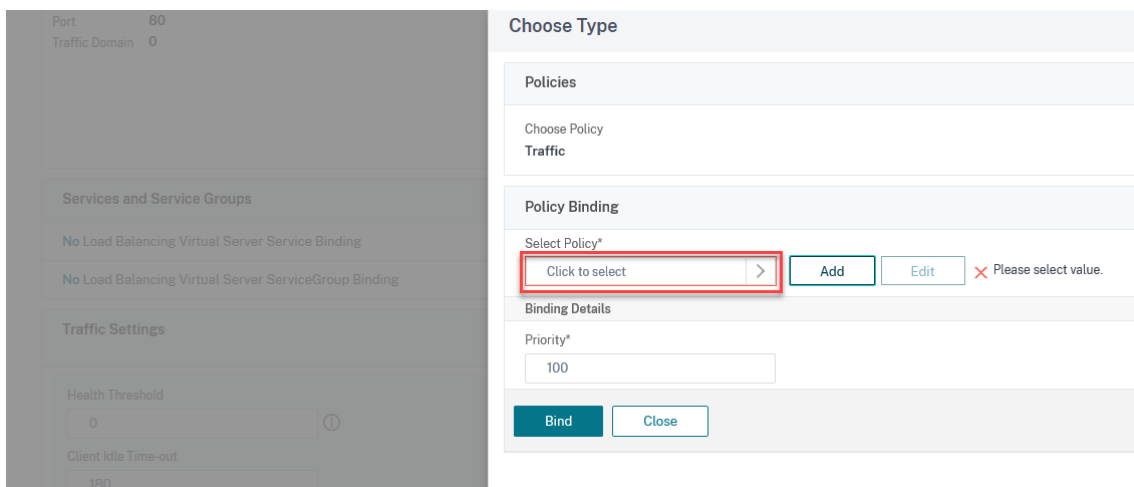 Port 80
Traffic Domain 0
Services and Service Groups
No Load Balancing Virtual Server Service Binding
No Load Balancing Virtual Server ServiceGroup Binding
Traffic Settings
Health Threshold
0
Client Idle Time-out
180
Choose Type
Policies
Choose Policy
Traffic
Policy Binding
Select Policy*
Click to select Add Edit Please select value.
Binding Details
Priority*
100
Bind Close